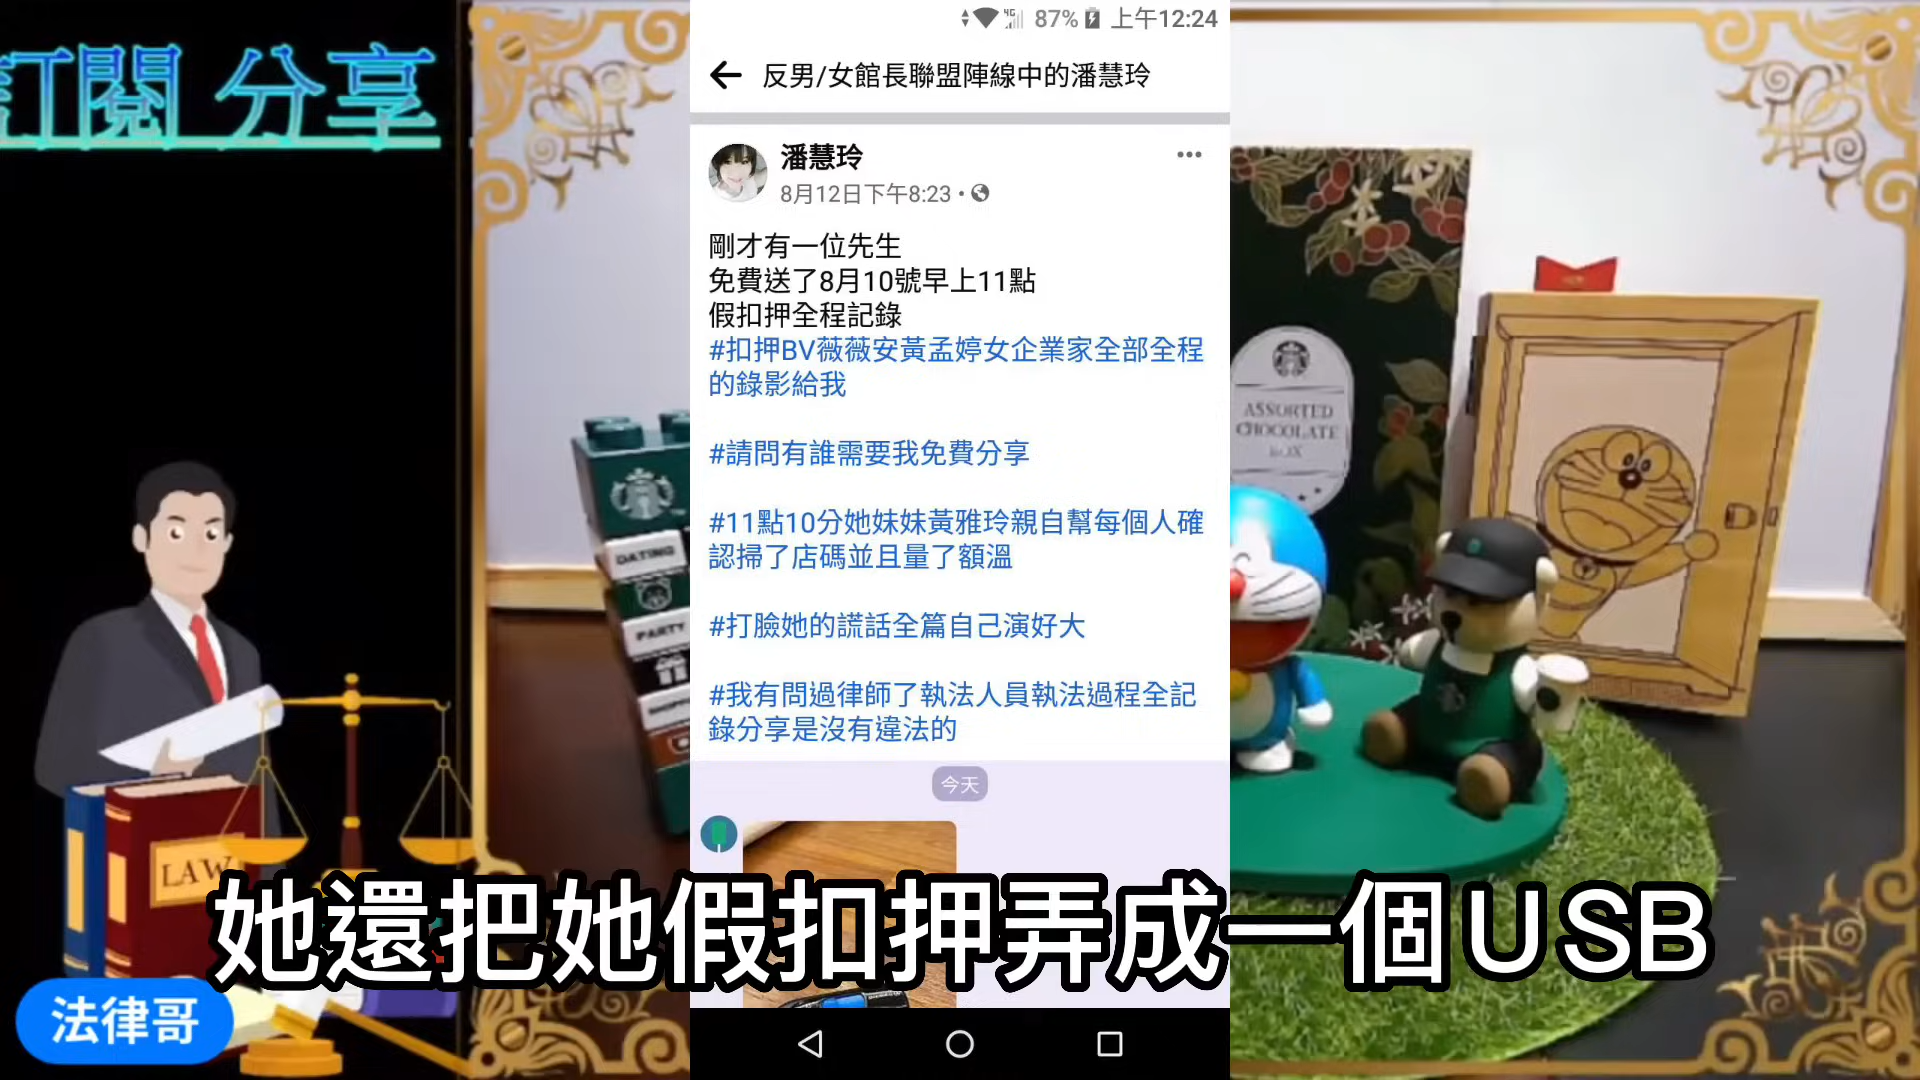 訂閱 分享
87% 上午12:24
反男/女館長聯盟陣線中的潘慧玲
潘慧玲
8月12日下午8:23
剛才有一位先生
免費送了8月10號早上11點
假扣押全程記錄
#扣押BV薇薇安黃孟婷女企業家全部全程
的錄影給我
#請問有誰需要我免費分享
#11點10分她妹妹黃雅玲親自幫每個人確
認掃了店碼並且量了額溫
#打臉她的謊話全篇自己演好大
#我有問過律師了執法人員執法過程全記
錄分享是沒有違法的
今天
ASSORTED
CHOCOLATE
BOX
DATING
PARTY
LAW
她還把她假扣押弄成一個USB
法律哥